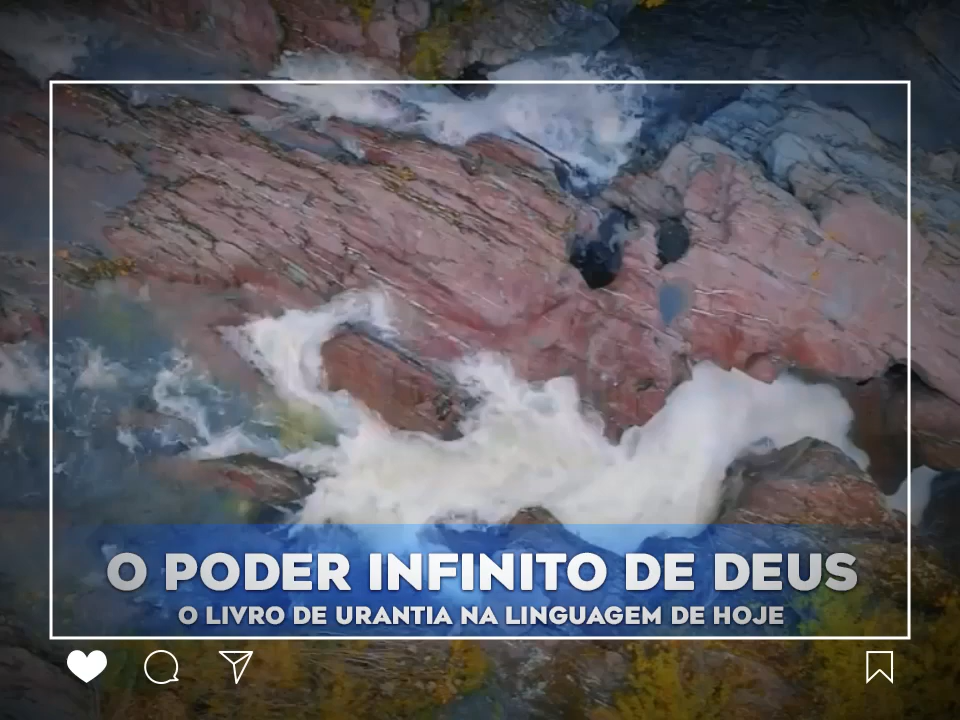 O PODER INFINITO DE DEUS
O LIVRO DE URANTIA NA LINGUAGEM DE HOJE